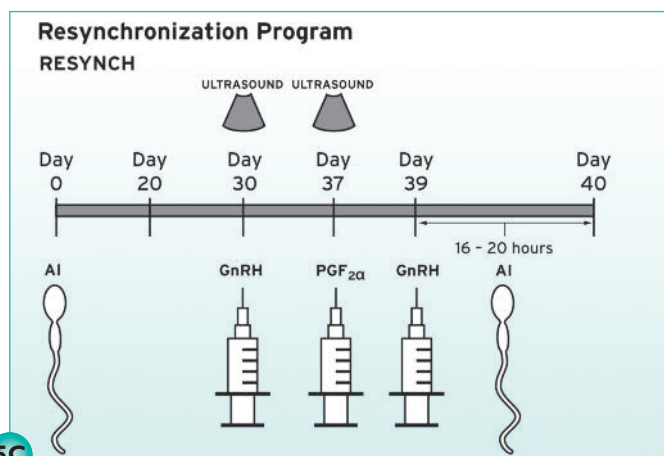 Resynchronization Program
RESYNCH
ULTRASOUND ULTRASOUND
Day Day Day Day Day Day
0 20 30 37 39 40
16 - 20 hours
AI GnRH PGF2α GnRH AI
5C